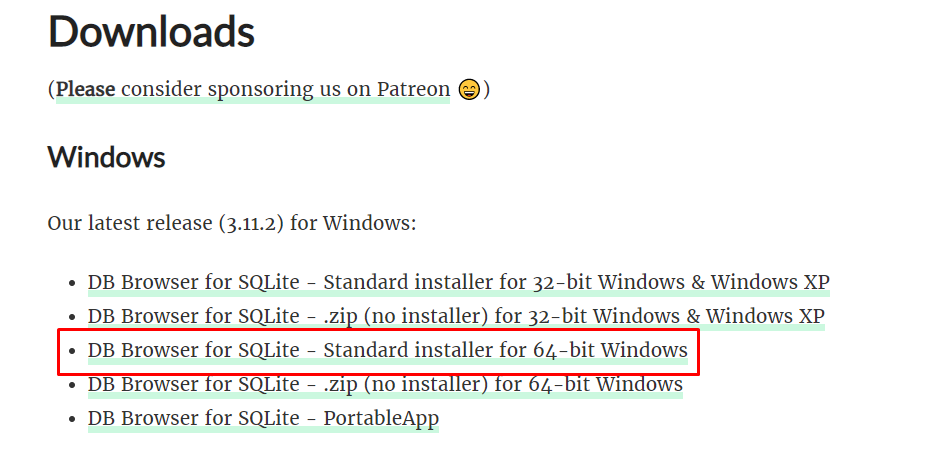 Downloads
(Please consider sponsoring us on Patreon 😄)
Windows
Our latest release (3.11.2) for Windows:
• DB Browser for SQLite - Standard installer for 32-bit Windows & Windows XP
• DB Browser for SQLite - .zip (no installer) for 32-bit Windows & Windows XP
• DB Browser for SQLite - Standard installer for 64-bit Windows
• DB Browser for SQLite - .zip (no installer) for 64-bit Windows
• DB Browser for SQLite - PortableApp